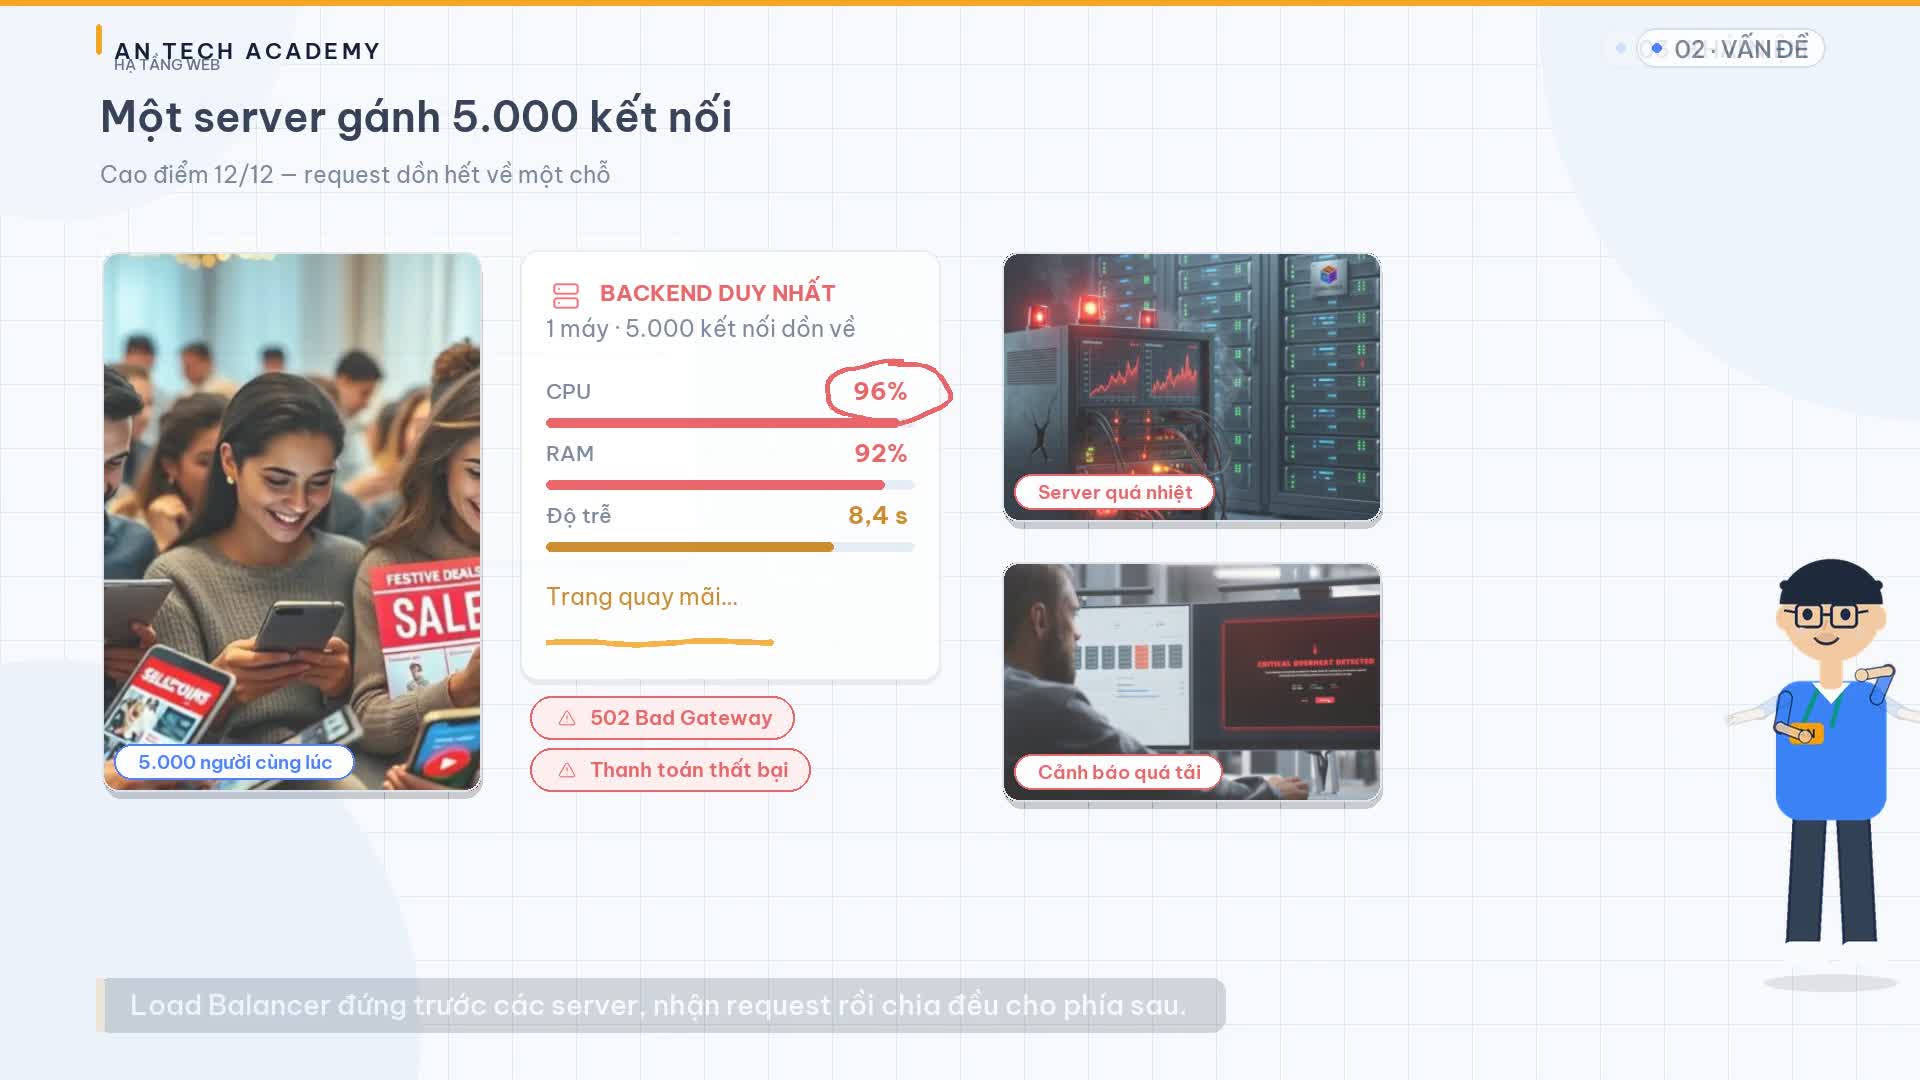 AN TECH ACADEMY
HẠ TẦNG WEB
02 · VẤN ĐỀ
Một server gánh 5.000 kết nối
Cao điểm 12/12 — request dồn hết về một chỗ
FESTIVE DEALS
SALE
5.000 người cùng lúc
BACKEND DUY NHẤT
1 máy · 5.000 kết nối dồn về
CPU 96%
RAM 92%
Độ trễ 8,4 s
Trang quay mãi...
502 Bad Gateway
Thanh toán thất bại
Server quá nhiệt
CRITICAL OVERHEAT DETECTED
Cảnh báo quá tải
Load Balancer đứng trước các server, nhận request rồi chia đều cho phía sau.